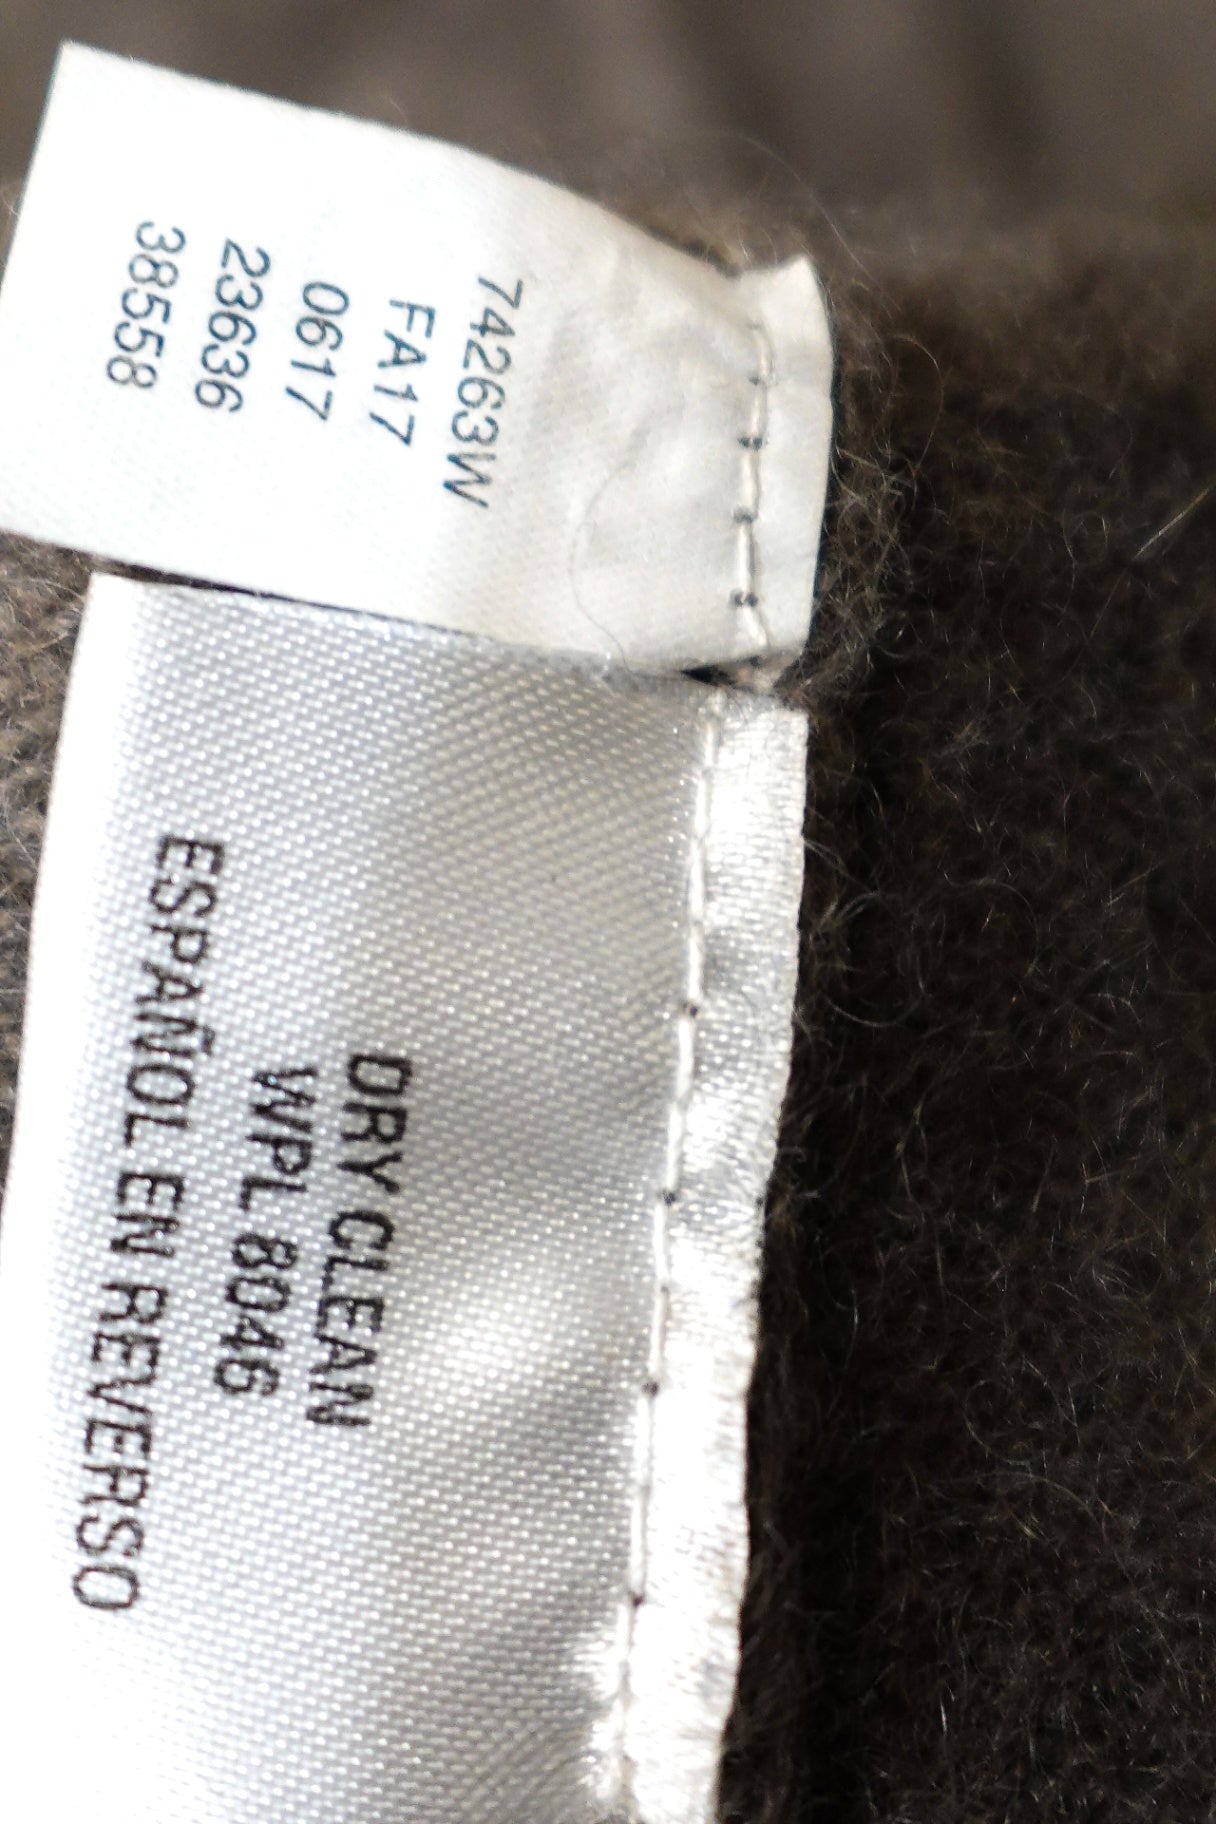 74263W
FA17
0617
23636
38558
DRY CLEAN
WPL 8046
ESPAÑOL EN REVERSO